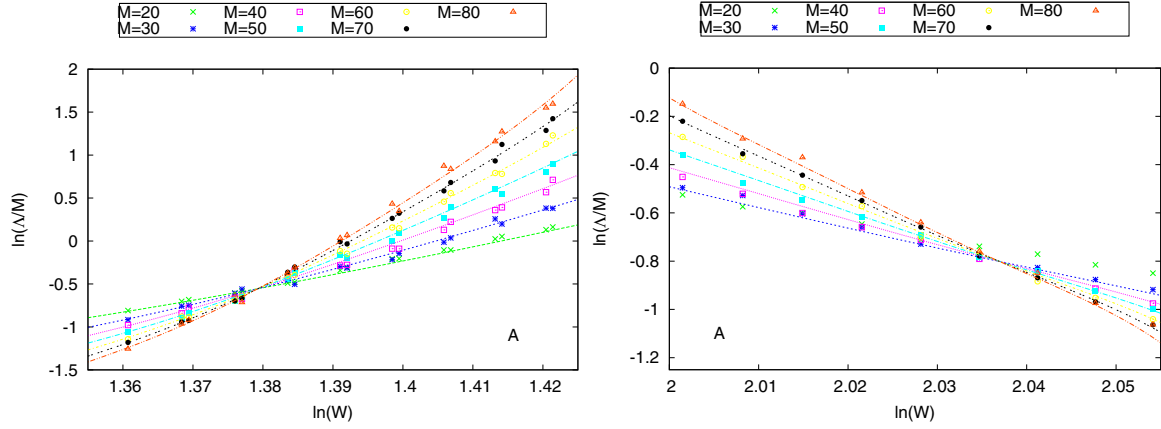 M=20 M=40 M=60 M=80
M=30 M=50 M=70
2
1.5
1
0.5
0
-0.5
-1
-1.5
ln(Λ/M)
A
1.36 1.37 1.38 1.39 1.4 1.41 1.42
ln(W)
M=20 M=40 M=60 M=80
M=30 M=50 M=70
0
-0.2
-0.4
-0.6
-0.8
-1
-1.2
ln(Λ/M)
A
2 2.01 2.02 2.03 2.04 2.05
ln(W)